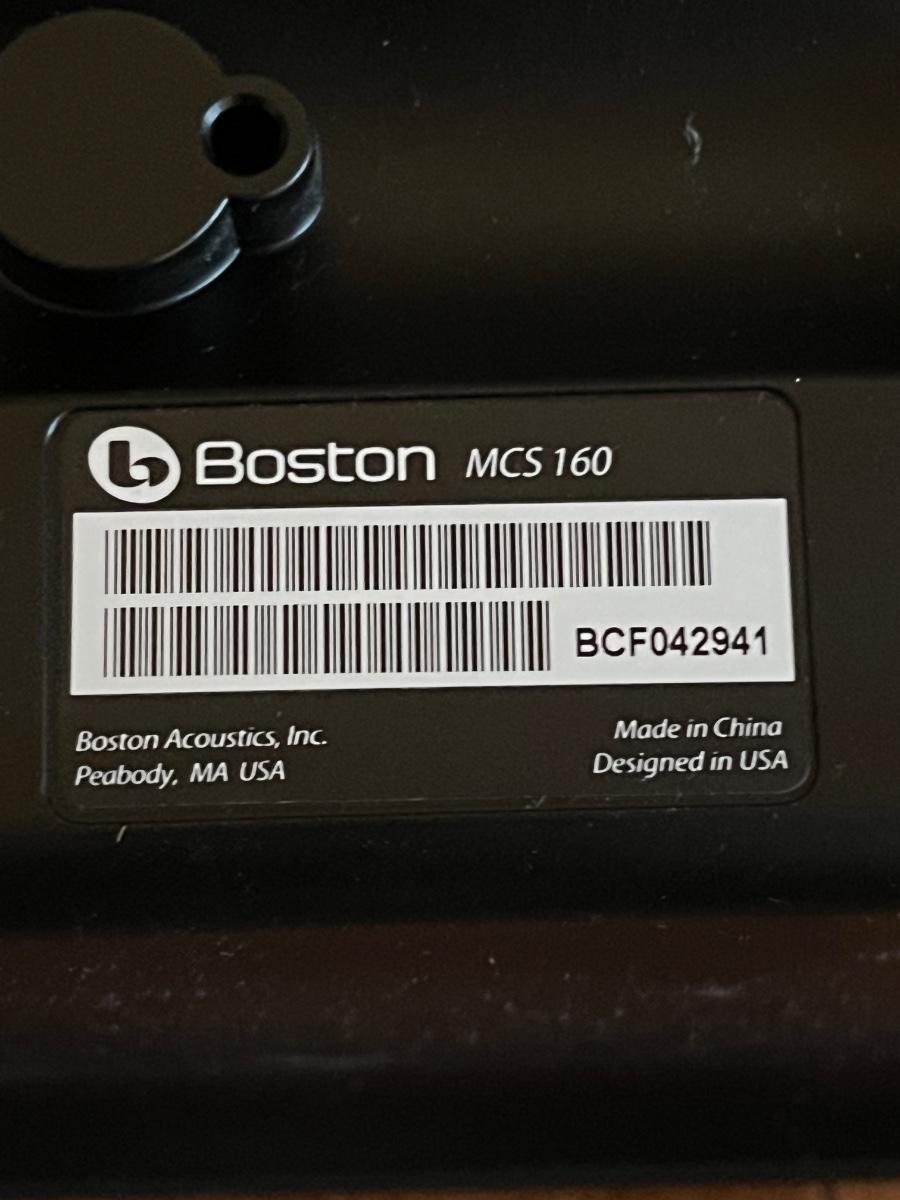 Boston MCS 160
BCF042941
Boston Acoustics, Inc.
Peabody, MA USA
Made in China
Designed in USA